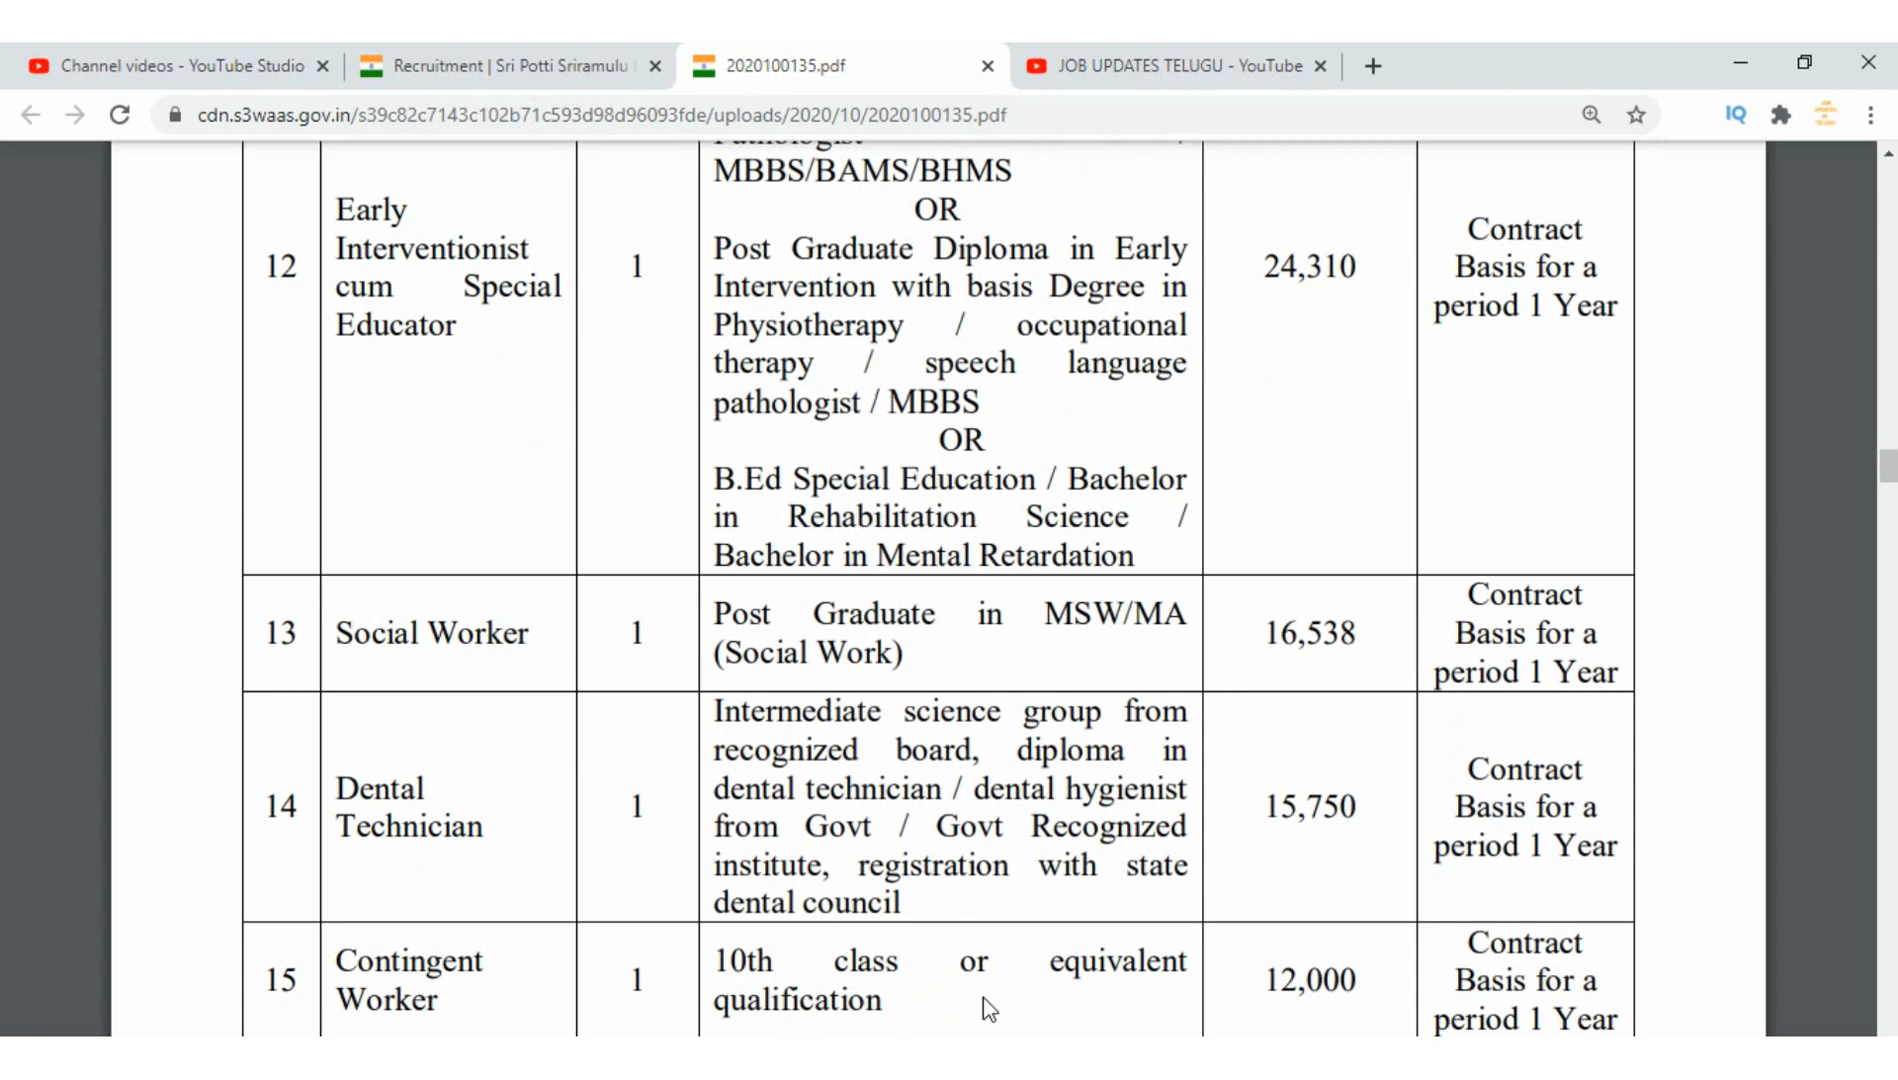 Channel videos - YouTube Studio
Recruitment | Sri Potti Sriramulu
2020100135.pdf
JOB UPDATES TELUGU - YouTube
cdn.s3waas.gov.in/s39c82c7143c102b71c593d98d96093fde/uploads/2020/10/2020100135.pdf
IQ
Pathologist /
MBBS/BAMS/BHMS
OR
Post Graduate Diploma in Early
Intervention with basis Degree in
Physiotherapy / occupational
therapy / speech language
pathologist / MBBS
OR
B.Ed Special Education / Bachelor
in Rehabilitation Science /
Bachelor in Mental Retardation
12
Early
Interventionist
cum Special
Educator
1
24,310
Contract
Basis for a
period 1 Year
13
Social Worker
1
Post Graduate in MSW/MA
(Social Work)
16,538
Contract
Basis for a
period 1 Year
14
Dental
Technician
1
Intermediate science group from
recognized board, diploma in
dental technician / dental hygienist
from Govt / Govt Recognized
institute, registration with state
dental council
15,750
Contract
Basis for a
period 1 Year
15
Contingent
Worker
1
10th class or equivalent
qualification
12,000
Contract
Basis for a
period 1 Year